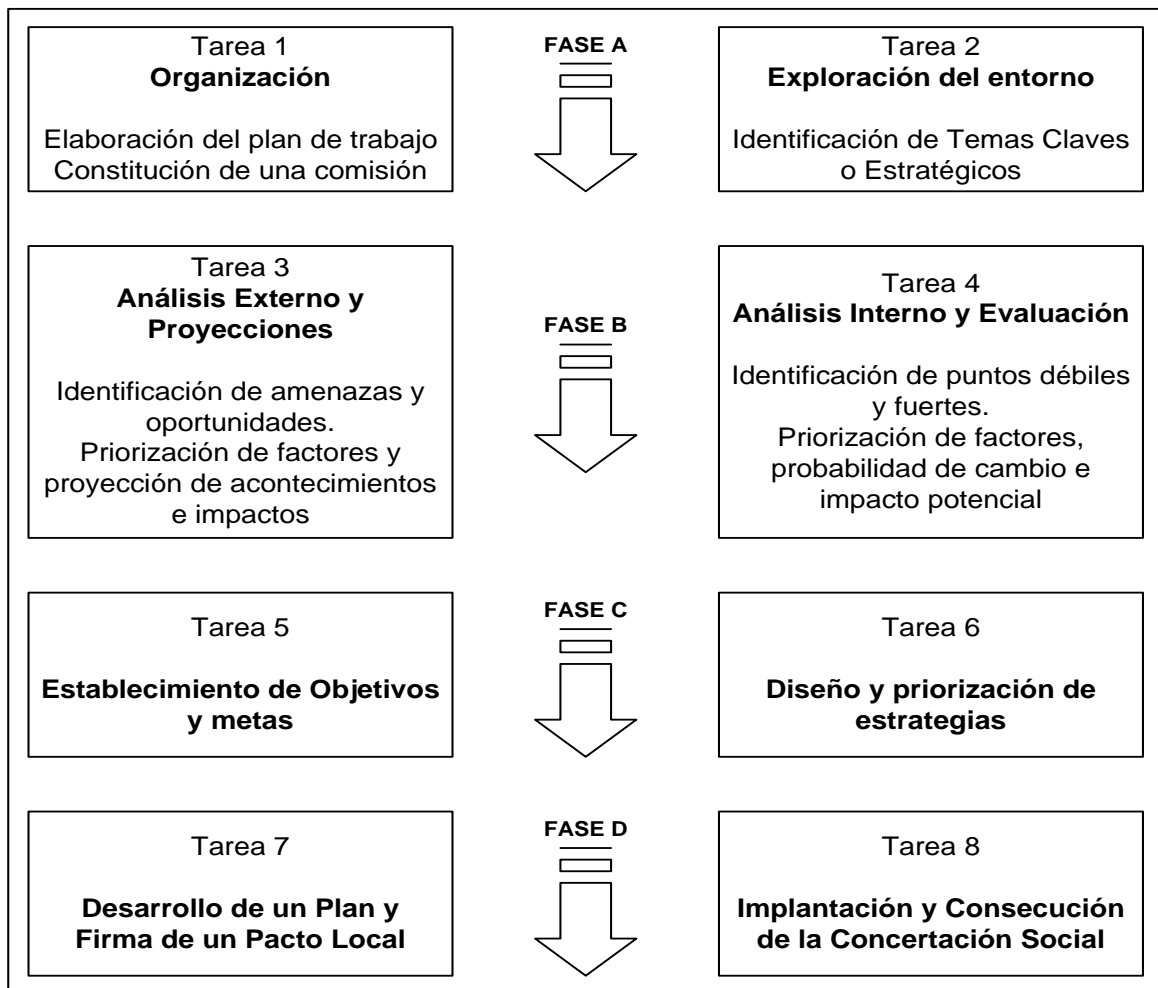 Tarea 1
Organización
Elaboración del plan de trabajo
Constitución de una comisión
FASE A
Tarea 2
Exploración del entorno
Identificación de Temas Claves
o Estratégicos
Tarea 3
Análisis Externo y
Proyecciones
Identificación de amenazas y
oportunidades.
Priorización de factores y
proyección de acontecimientos
e impactos
FASE B
Tarea 4
Análisis Interno y Evaluación
Identificación de puntos débiles
y fuertes.
Priorización de factores,
probabilidad de cambio e
impacto potencial
Tarea 5
Establecimiento de Objetivos
y metas
FASE C
Tarea 6
Diseño y priorización de
estrategias
Tarea 7
Desarrollo de un Plan y
Firma de un Pacto Local
FASE D
Tarea 8
Implantación y Consecución
de la Concertación Social